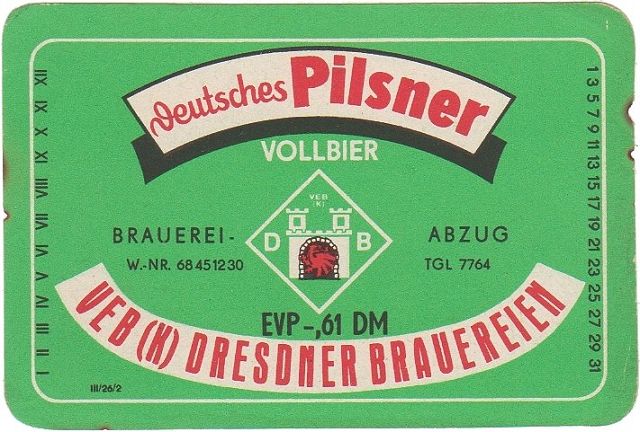 Deutsches Pilsner
VOLLBIER
VEB
(K)
D B
BRAUEREI- ABZUG
W.-NR. 68451230 TGL 7764
EVP -,61 DM
VEB (K) DRESDNER BRAUEREIEN
III/26/2
I II III IV V VI VII VIII IX X XI XII
1 3 5 7 9 11 13 15 17 19 21 23 25 27 29 31